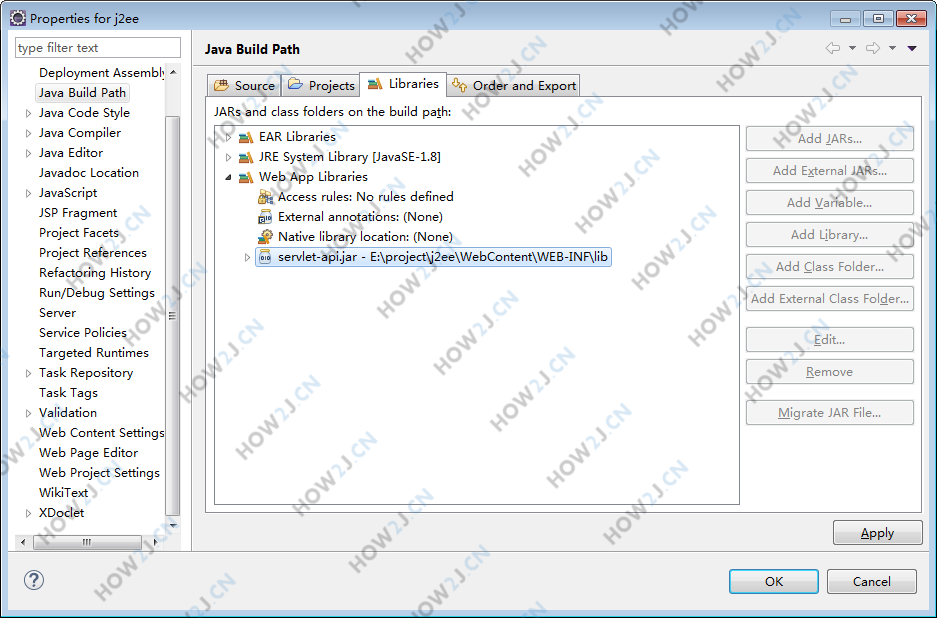 Properties for j2ee
type filter text
Deployment Assembly
Java Build Path
Java Code Style
Java Compiler
Java Editor
Javadoc Location
JavaScript
JSP Fragment
Project Facets
Project References
Refactoring History
Run/Debug Settings
Server
Service Policies
Targeted Runtimes
Task Repository
Task Tags
Validation
Web Content Settings
Web Page Editor
Web Project Settings
WikiText
XDoclet
Java Build Path
Source Projects Libraries Order and Export
JARs and class folders on the build path:
EAR Libraries
JRE System Library [JavaSE-1.8]
Web App Libraries
Access rules: No rules defined
External annotations: (None)
Native library location: (None)
servlet-api.jar - E:\project\j2ee\WebContent\WEB-INF\lib
Add JARs...
Add External JARs...
Add Variable...
Add Library...
Add Class Folder...
Add External Class Folder...
Edit...
Remove
Migrate JAR File...
Apply
OK Cancel
HOW2J.CN